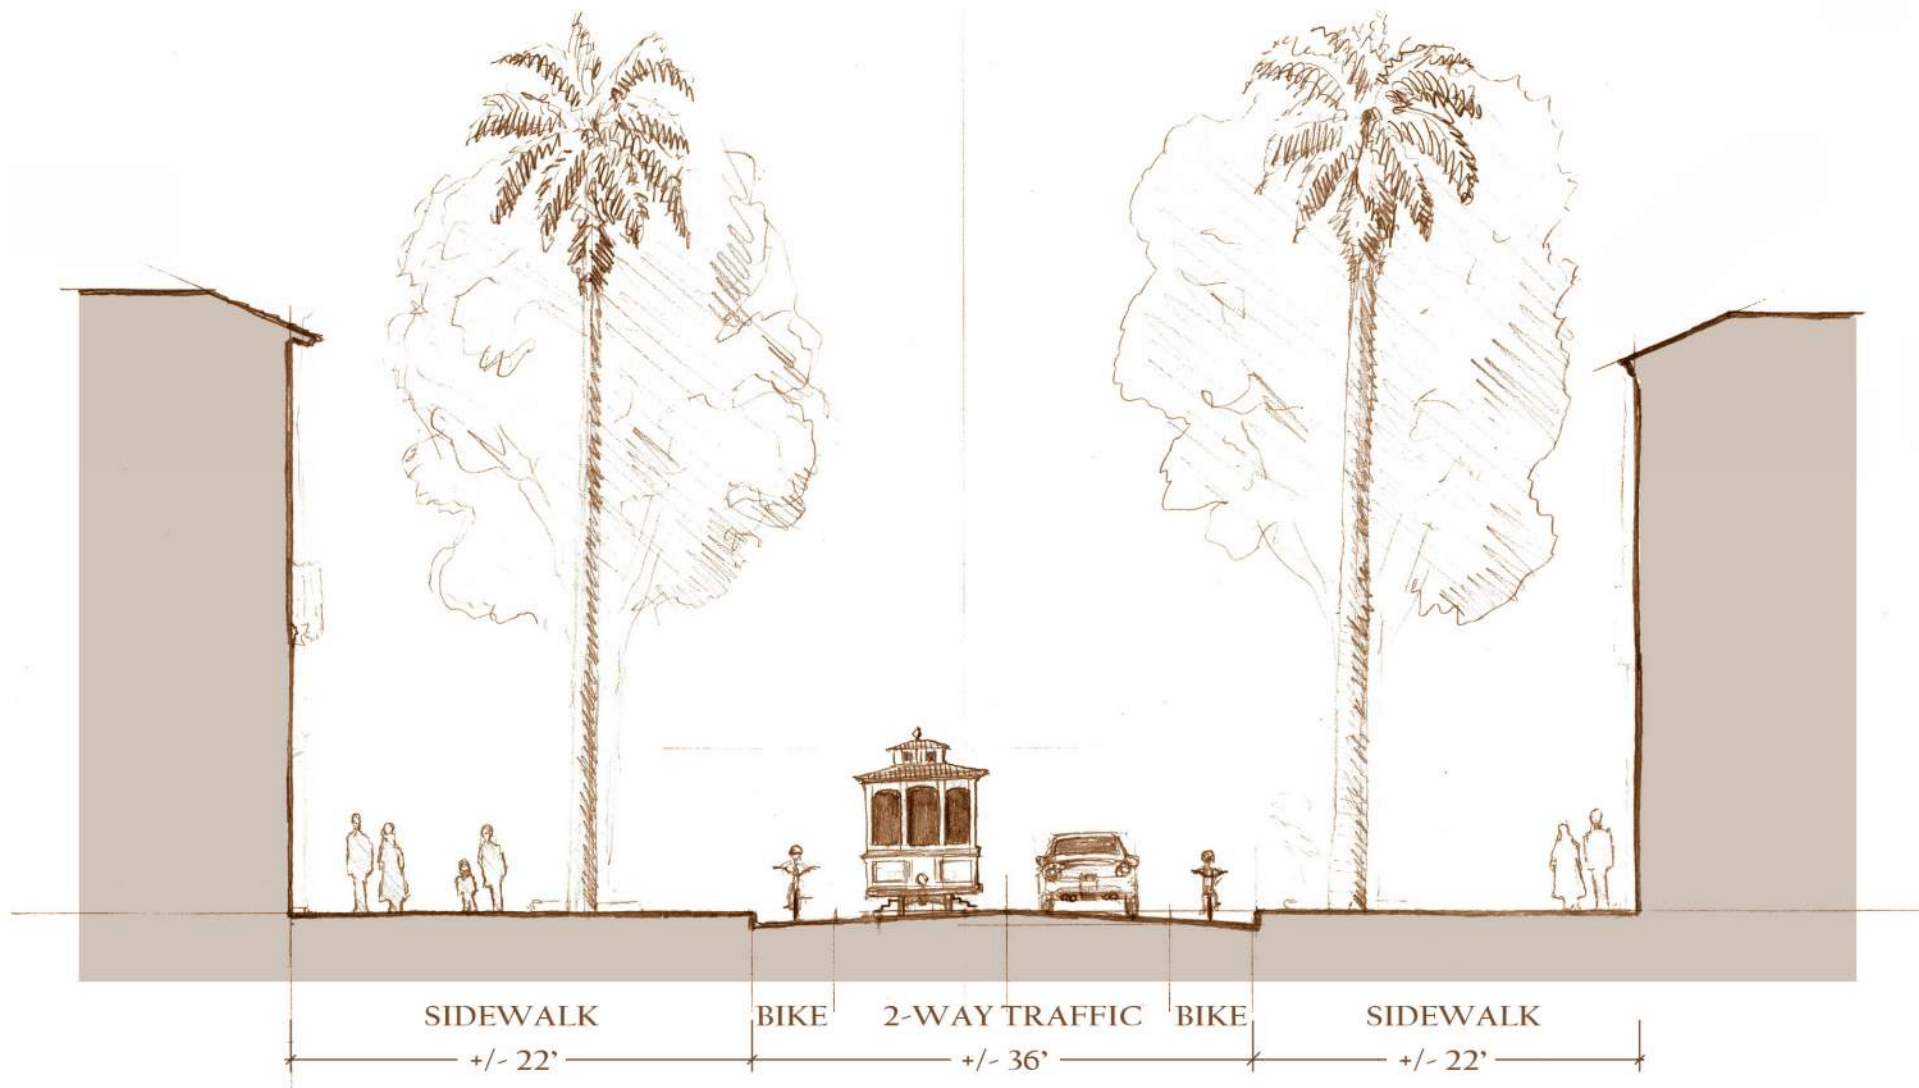 SIDEWALK BIKE 2-WAY TRAFFIC BIKE SIDEWALK
+/- 22' +/- 36' +/- 22'